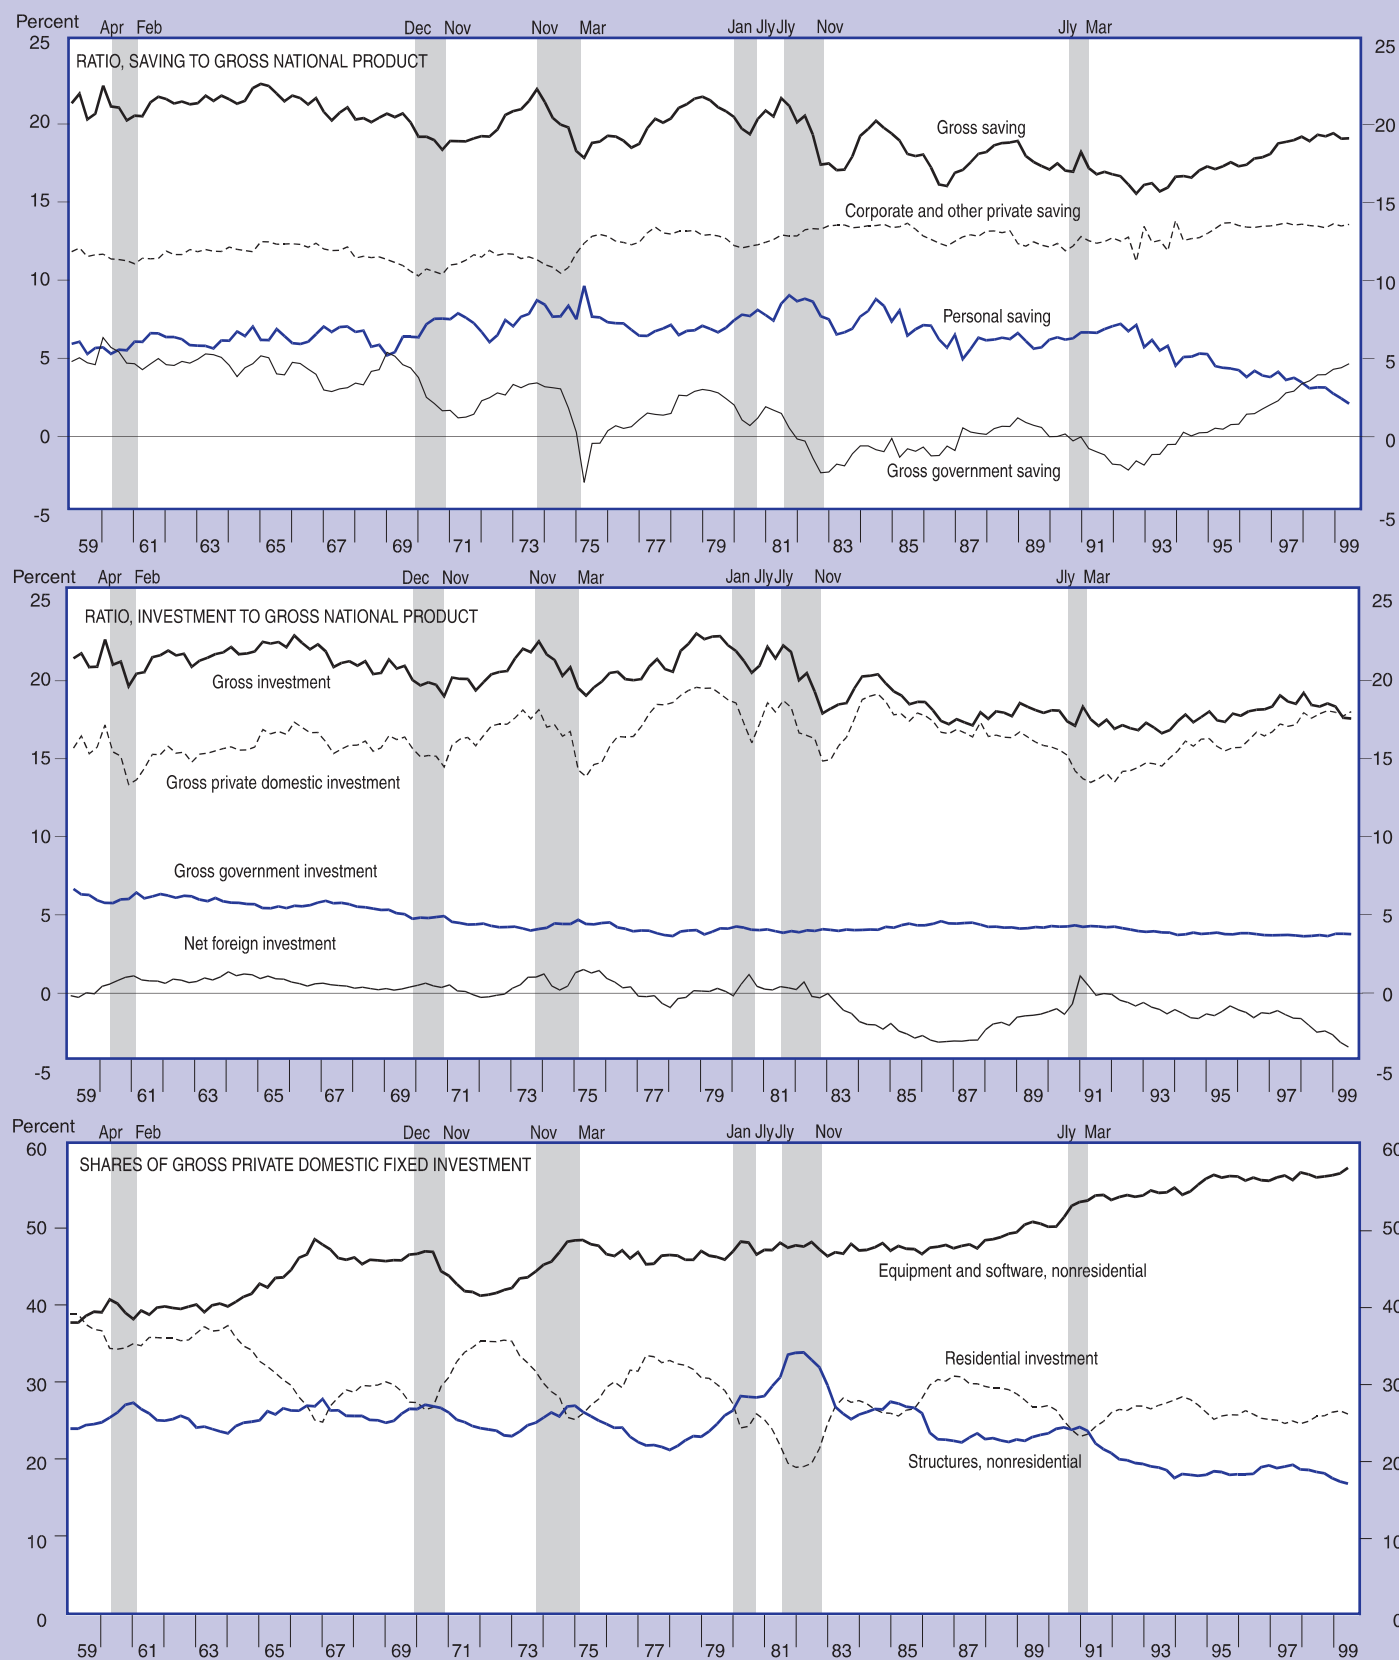 Percent Apr Feb Dec Nov Nov Mar Jan Jly Jly Nov Jly Mar
25 25
RATIO, SAVING TO GROSS NATIONAL PRODUCT
20 Gross saving 20
15 15
Corporate and other private saving
10 10
Personal saving
5 5
0 0
Gross government saving
-5 -5
59 61 63 65 67 69 71 73 75 77 79 81 83 85 87 89 91 93 95 97 99
Percent Apr Feb Dec Nov Nov Mar Jan Jly Jly Nov Jly Mar
25 25
RATIO, INVESTMENT TO GROSS NATIONAL PRODUCT
20 Gross investment 20
15 15
Gross private domestic investment
10 10
Gross government investment
5 5
Net foreign investment
0 0
-5 -5
59 61 63 65 67 69 71 73 75 77 79 81 83 85 87 89 91 93 95 97 99
Percent Apr Feb Dec Nov Nov Mar Jan Jly Jly Nov Jly Mar
60 60
SHARES OF GROSS PRIVATE DOMESTIC FIXED INVESTMENT
50 50
Equipment and software, nonresidential
40 40
Residential investment
30 30
Structures, nonresidential
20 20
10 10
0 0
59 61 63 65 67 69 71 73 75 77 79 81 83 85 87 89 91 93 95 97 99